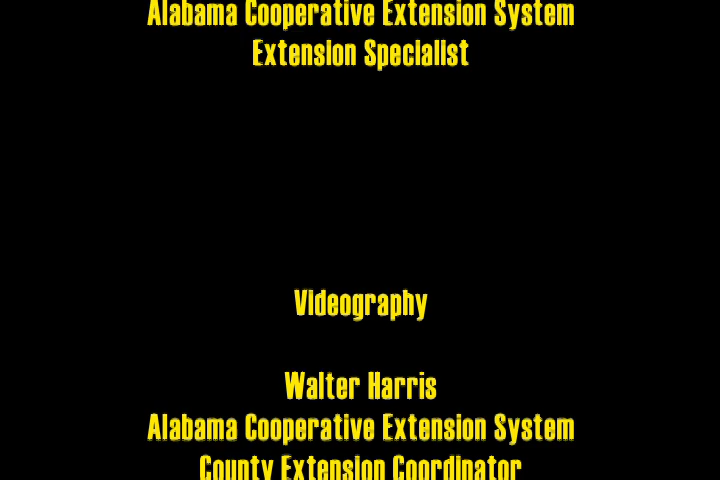 Alabama Cooperative Extension System
Extension Specialist
Videography
Walter Harris
Alabama Cooperative Extension System
County Extension Coordinator